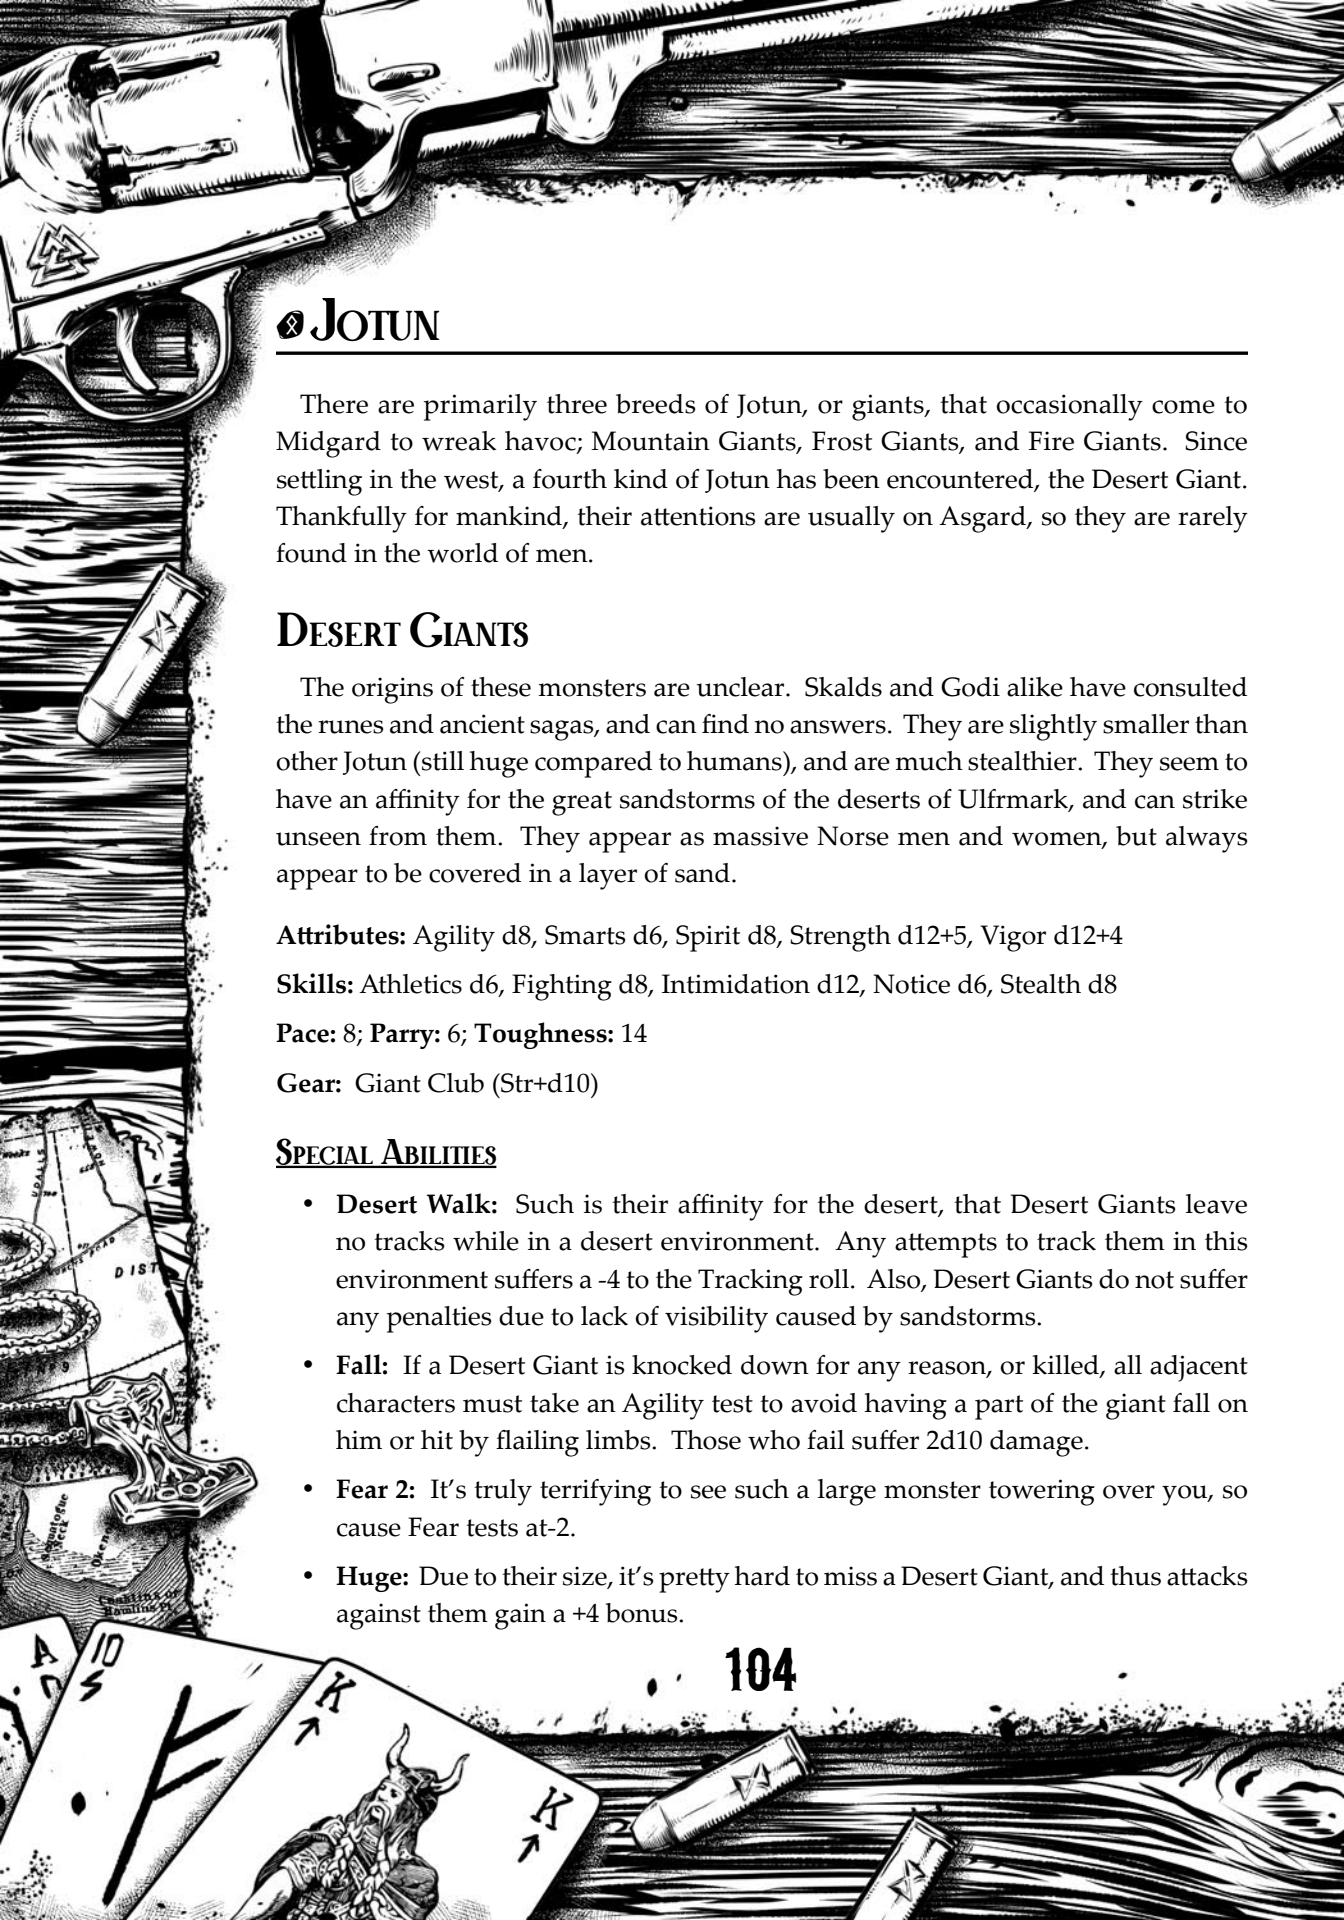 Jotun
There are primarily three breeds of Jotun, or giants, that occasionally come to
Midgard to wreak havoc; Mountain Giants, Frost Giants, and Fire Giants. Since
settling in the west, a fourth kind of Jotun has been encountered, the Desert Giant.
Thankfully for mankind, their attentions are usually on Asgard, so they are rarely
found in the world of men.
Desert Giants
The origins of these monsters are unclear. Skalds and Godi alike have consulted
the runes and ancient sagas, and can find no answers. They are slightly smaller than
other Jotun (still huge compared to humans), and are much stealthier. They seem to
have an affinity for the great sandstorms of the deserts of Ulfrmark, and can strike
unseen from them. They appear as massive Norse men and women, but always
appear to be covered in a layer of sand.
Attributes: Agility d8, Smarts d6, Spirit d8, Strength d12+5, Vigor d12+4
Skills: Athletics d6, Fighting d8, Intimidation d12, Notice d6, Stealth d8
Pace: 8; Parry: 6; Toughness: 14
Gear: Giant Club (Str+d10)
Special Abilities
• Desert Walk: Such is their affinity for the desert, that Desert Giants leave
no tracks while in a desert environment. Any attempts to track them in this
environment suffers a -4 to the Tracking roll. Also, Desert Giants do not suffer
any penalties due to lack of visibility caused by sandstorms.
• Fall: If a Desert Giant is knocked down for any reason, or killed, all adjacent
characters must take an Agility test to avoid having a part of the giant fall on
him or hit by flailing limbs. Those who fail suffer 2d10 damage.
• Fear 2: It's truly terrifying to see such a large monster towering over you, so
cause Fear tests at-2.
• Huge: Due to their size, it's pretty hard to miss a Desert Giant, and thus attacks
against them gain a +4 bonus.
104
DIST
A
10
K
K